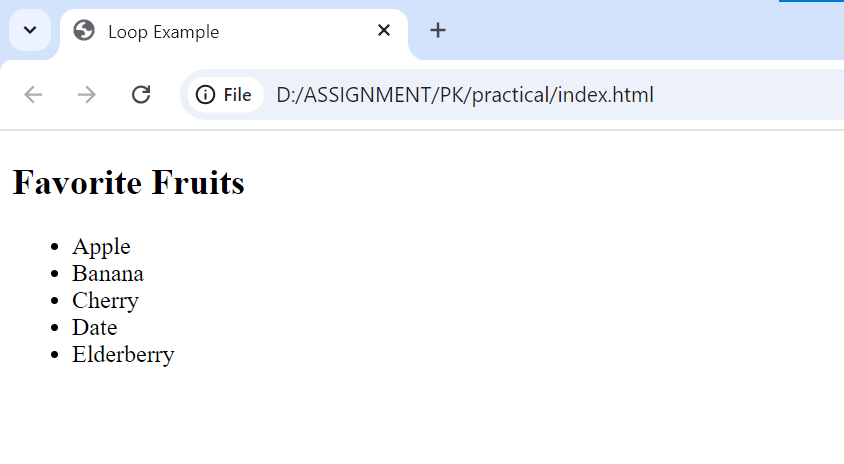 Loop Example
File D:/ASSIGNMENT/PK/practical/index.html
Favorite Fruits
• Apple
• Banana
• Cherry
• Date
• Elderberry